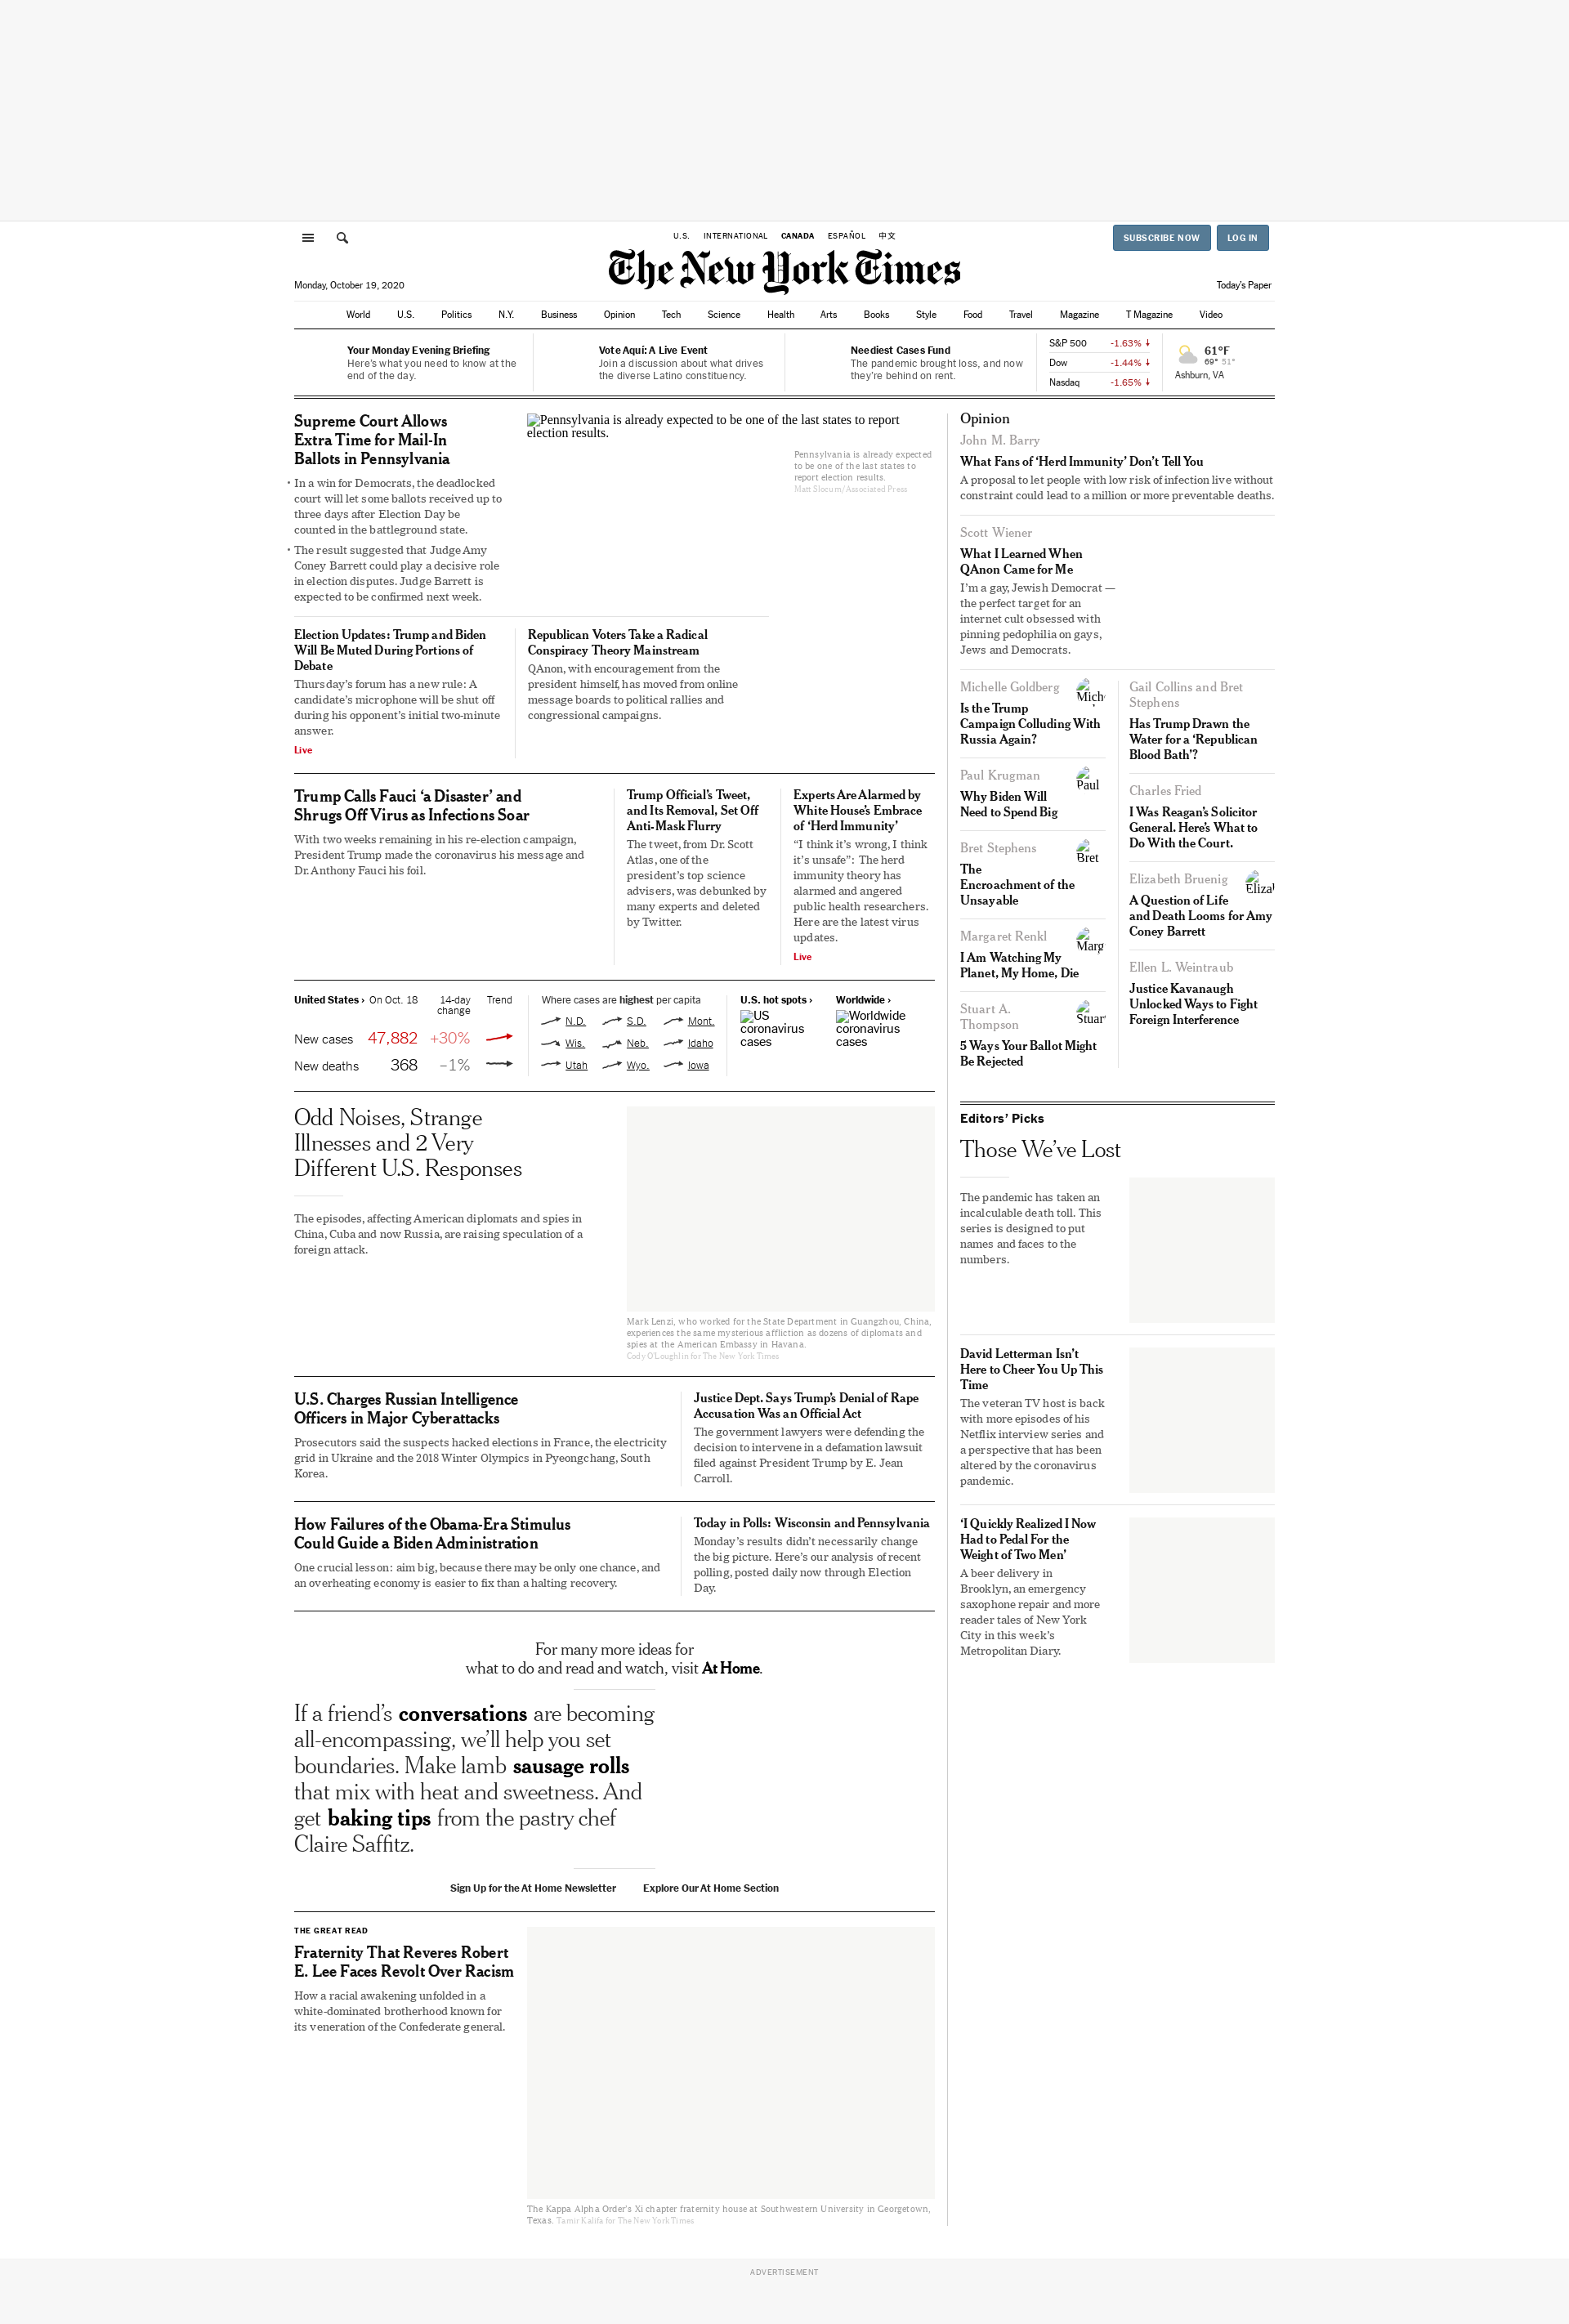 U.S. INTERNATIONAL CANADA ESPAÑOL 中文
SUBSCRIBE NOW LOG IN
The New York Times
Monday, October 19, 2020
Today's Paper
World U.S. Politics N.Y. Business Opinion Tech Science Health Arts Books Style Food Travel Magazine T Magazine Video
Your Monday Evening Briefing
Here's what you need to know at the
end of the day.
Vote Aquí: A Live Event
Join a discussion about what drives
the diverse Latino constituency.
Neediest Cases Fund
The pandemic brought loss, and now
they're behind on rent.
S&P 500 -1.63%
Dow -1.44%
Nasdaq -1.65%
61°F
69° 51°
Ashburn, VA
Supreme Court Allows
Extra Time for Mail-In
Ballots in Pennsylvania
• In a win for Democrats, the deadlocked
court will let some ballots received up to
three days after Election Day be
counted in the battleground state.
• The result suggested that Judge Amy
Coney Barrett could play a decisive role
in election disputes. Judge Barrett is
expected to be confirmed next week.
Pennsylvania is already expected to be one of the last states to report
election results.
Pennsylvania is already expected
to be one of the last states to
report election results.
Matt Slocum/Associated Press
Election Updates: Trump and Biden
Will Be Muted During Portions of
Debate
Thursday's forum has a new rule: A
candidate's microphone will be shut off
during his opponent's initial two-minute
answer.
Live
Republican Voters Take a Radical
Conspiracy Theory Mainstream
QAnon, with encouragement from the
president himself, has moved from online
message boards to political rallies and
congressional campaigns.
Trump Calls Fauci 'a Disaster' and
Shrugs Off Virus as Infections Soar
With two weeks remaining in his re-election campaign,
President Trump made the coronavirus his message and
Dr. Anthony Fauci his foil.
Trump Official's Tweet,
and Its Removal, Set Off
Anti-Mask Flurry
The tweet, from Dr. Scott
Atlas, one of the
president's top science
advisers, was debunked by
many experts and deleted
by Twitter.
Experts Are Alarmed by
White House's Embrace
of 'Herd Immunity'
"I think it's wrong, I think
it's unsafe": The herd
immunity theory has
alarmed and angered
public health researchers.
Here are the latest virus
updates.
Live
United States › On Oct. 18 14-day
change Trend
New cases 47,882 +30%
New deaths 368 –1%
Where cases are highest per capita
N.D. S.D. Mont.
Wis. Neb. Idaho
Utah Wyo. Iowa
U.S. hot spots ›
US
coronavirus
cases
Worldwide ›
Worldwide
coronavirus
cases
Odd Noises, Strange
Illnesses and 2 Very
Different U.S. Responses
The episodes, affecting American diplomats and spies in
China, Cuba and now Russia, are raising speculation of a
foreign attack.
Mark Lenzi, who worked for the State Department in Guangzhou, China,
experiences the same mysterious affliction as dozens of diplomats and
spies at the American Embassy in Havana.
Cody O'Loughlin for The New York Times
U.S. Charges Russian Intelligence
Officers in Major Cyberattacks
Prosecutors said the suspects hacked elections in France, the electricity
grid in Ukraine and the 2018 Winter Olympics in Pyeongchang, South
Korea.
Justice Dept. Says Trump's Denial of Rape
Accusation Was an Official Act
The government lawyers were defending the
decision to intervene in a defamation lawsuit
filed against President Trump by E. Jean
Carroll.
How Failures of the Obama-Era Stimulus
Could Guide a Biden Administration
One crucial lesson: aim big, because there may be only one chance, and
an overheating economy is easier to fix than a halting recovery.
Today in Polls: Wisconsin and Pennsylvania
Monday's results didn't necessarily change
the big picture. Here's our analysis of recent
polling, posted daily now through Election
Day.
For many more ideas for
what to do and read and watch, visit At Home.
If a friend's conversations are becoming
all-encompassing, we'll help you set
boundaries. Make lamb sausage rolls
that mix with heat and sweetness. And
get baking tips from the pastry chef
Claire Saffitz.
Sign Up for the At Home Newsletter Explore Our At Home Section
THE GREAT READ
Fraternity That Reveres Robert
E. Lee Faces Revolt Over Racism
How a racial awakening unfolded in a
white-dominated brotherhood known for
its veneration of the Confederate general.
The Kappa Alpha Order's Xi chapter fraternity house at Southwestern University in Georgetown,
Texas. Tamir Kalifa for The New York Times
Opinion
John M. Barry
What Fans of 'Herd Immunity' Don't Tell You
A proposal to let people with low risk of infection live without
constraint could lead to a million or more preventable deaths.
Scott Wiener
What I Learned When
QAnon Came for Me
I'm a gay, Jewish Democrat —
the perfect target for an
internet cult obsessed with
pinning pedophilia on gays,
Jews and Democrats.
Michelle Goldberg
Is the Trump
Campaign Colluding With
Russia Again?
Paul Krugman
Paul
Why Biden Will
Need to Spend Big
Bret Stephens
Bret
The
Encroachment of the
Unsayable
Margaret Renkl
Marg
I Am Watching My
Planet, My Home, Die
Stuart A.
Thompson
Stuart
5 Ways Your Ballot Might
Be Rejected
Gail Collins and Bret
Stephens
Has Trump Drawn the
Water for a 'Republican
Blood Bath'?
Charles Fried
I Was Reagan's Solicitor
General. Here's What to
Do With the Court.
Elizabeth Bruenig
A Question of Life
and Death Looms for Amy
Coney Barrett
Ellen L. Weintraub
Justice Kavanaugh
Unlocked Ways to Fight
Foreign Interference
Editors' Picks
Those We've Lost
The pandemic has taken an
incalculable death toll. This
series is designed to put
names and faces to the
numbers.
David Letterman Isn't
Here to Cheer You Up This
Time
The veteran TV host is back
with more episodes of his
Netflix interview series and
a perspective that has been
altered by the coronavirus
pandemic.
'I Quickly Realized I Now
Had to Pedal For the
Weight of Two Men'
A beer delivery in
Brooklyn, an emergency
saxophone repair and more
reader tales of New York
City in this week's
Metropolitan Diary.
ADVERTISEMENT